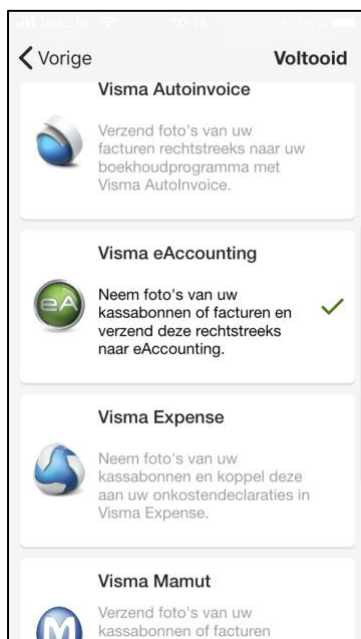 Vorige
Voltooid
Visma Autoinvoice
Verzend foto's van uw
facturen rechtstreeks naar uw
boekhoudprogramma met
Visma AutoInvoice.
Visma eAccounting
eA
Neem foto's van uw
kassabonnen of facturen en
verzend deze rechtstreeks
naar eAccounting.
Visma Expense
Neem foto's van uw
kassabonnen en koppel deze
aan uw onkostendeclaraties in
Visma Expense.
Visma Mamut
M
Verzend foto's van uw
kassabonnen of facturen